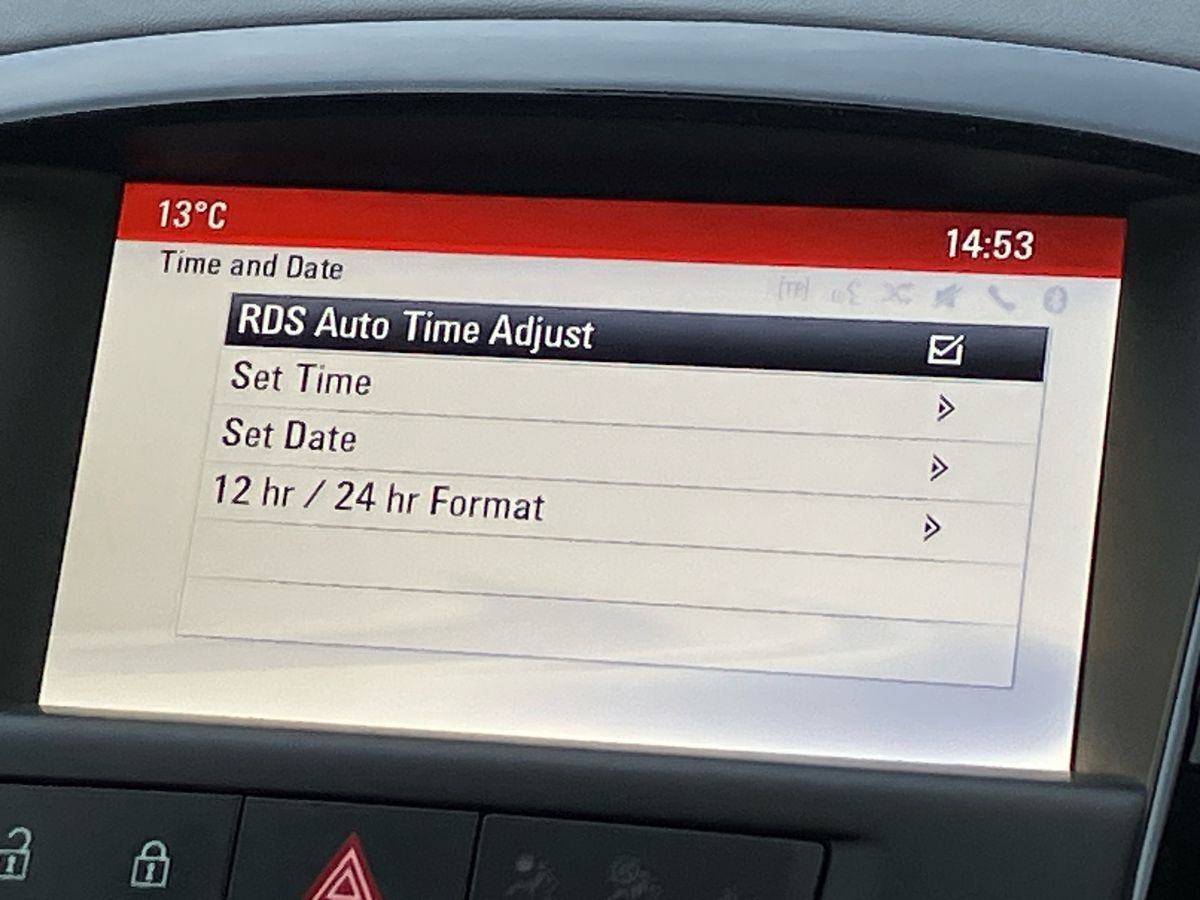 13°C
14:53
Time and Date
[TP]
RDS Auto Time Adjust
Set Time
Set Date
12 hr / 24 hr Format